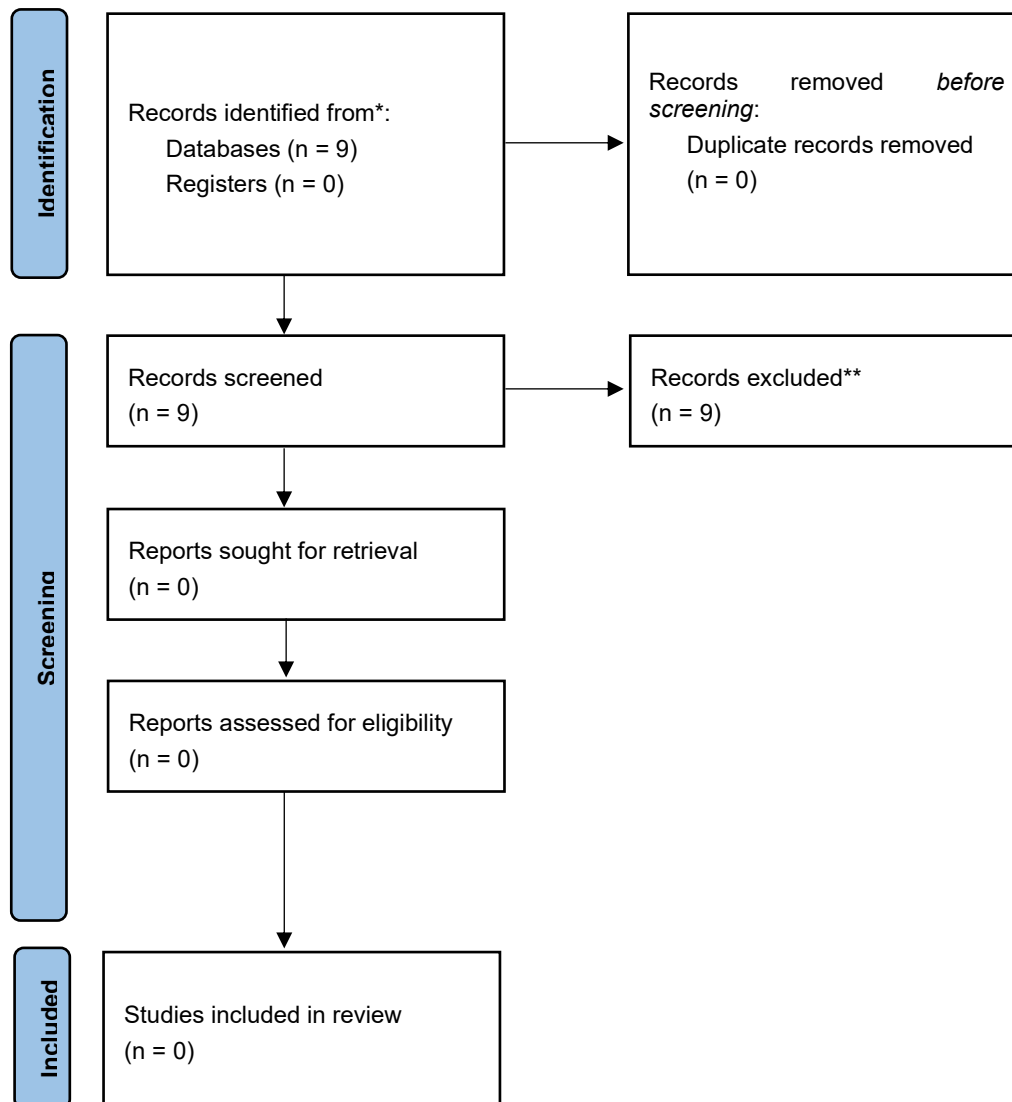 Identification
Records identified from*:
Databases (n = 9)
Registers (n = 0)
Records removed before
screening:
Duplicate records removed
(n = 0)
Screening
Records screened
(n = 9)
Records excluded**
(n = 9)
Reports sought for retrieval
(n = 0)
Reports assessed for eligibility
(n = 0)
Included
Studies included in review
(n = 0)